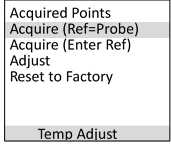 Acquired Points
Acquire (Ref=Probe)
Acquire (Enter Ref)
Adjust
Reset to Factory
Temp Adjust